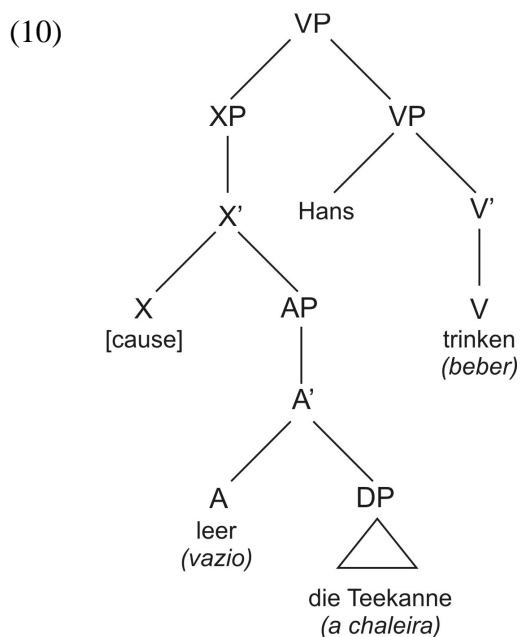 (10)
VP
XP VP
X' Hans V'
X AP V
[cause] trinken
(beber)
A'
A DP
leer
(vazio)
die Teekanne
(a chaleira)